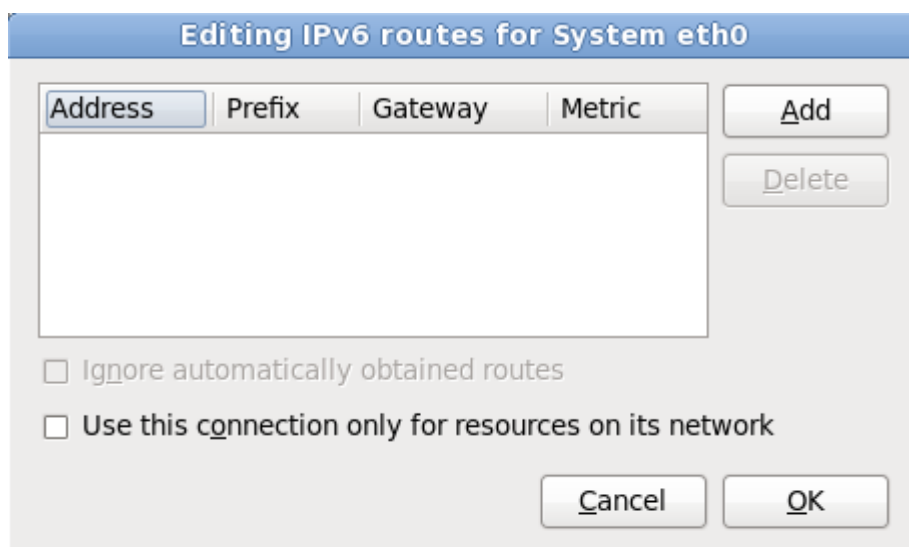 Editing IPv6 routes for System eth0
Address Prefix Gateway Metric
Add
Delete
Ignore automatically obtained routes
Use this connection only for resources on its network
Cancel OK